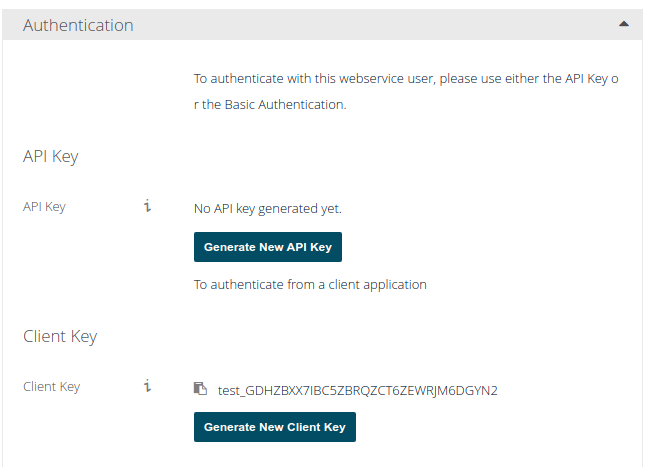 Authentication
To authenticate with this webservice user, please use either the API Key o
r the Basic Authentication.
API Key
API Key i No API key generated yet.
Generate New API Key
To authenticate from a client application
Client Key
Client Key i test_GDHZBXX7IBC5ZBRQZCT6ZEWRJM6DGYN2
Generate New Client Key